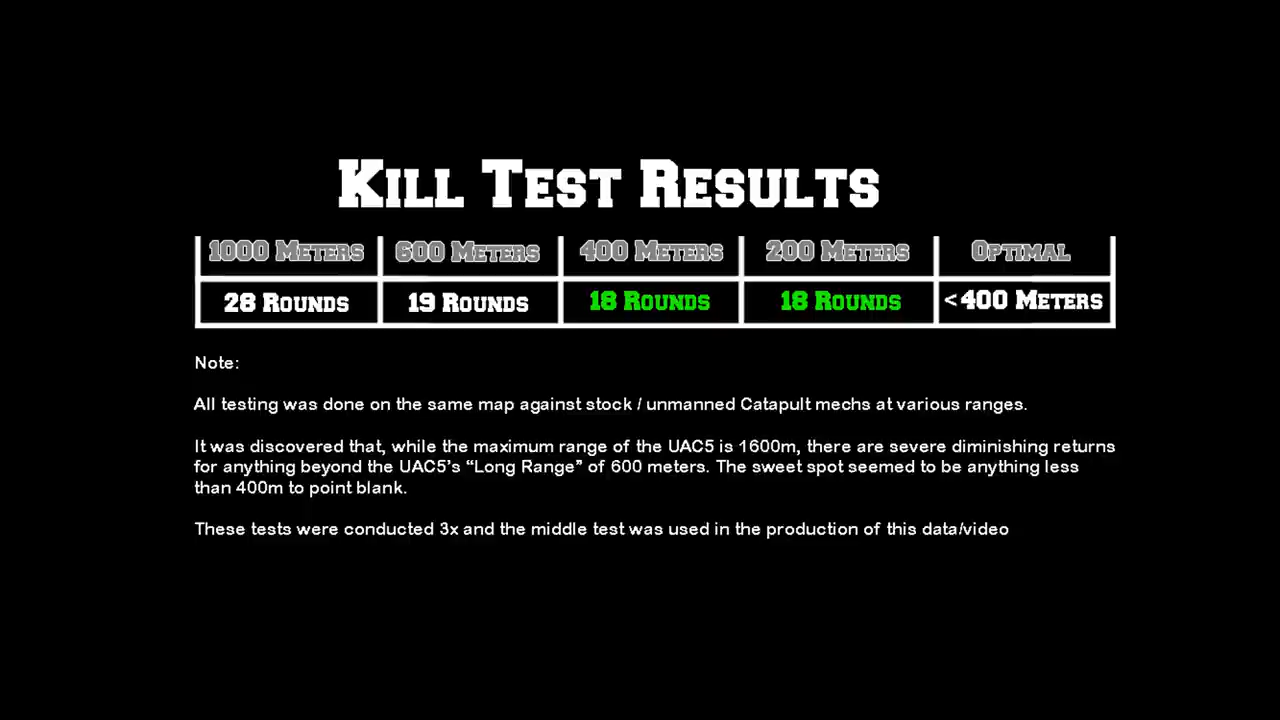 Kill Test Results
1000 Meters 600 Meters 400 Meters 200 Meters Optimal
28 Rounds 19 Rounds 18 Rounds 18 Rounds <400 Meters
Note:
All testing was done on the same map against stock / unmanned Catapult mechs at various ranges.
It was discovered that, while the maximum range of the UAC5 is 1600m, there are severe diminishing returns
for anything beyond the UAC5's “Long Range” of 600 meters. The sweet spot seemed to be anything less
than 400m to point blank.
These tests were conducted 3x and the middle test was used in the production of this data/video